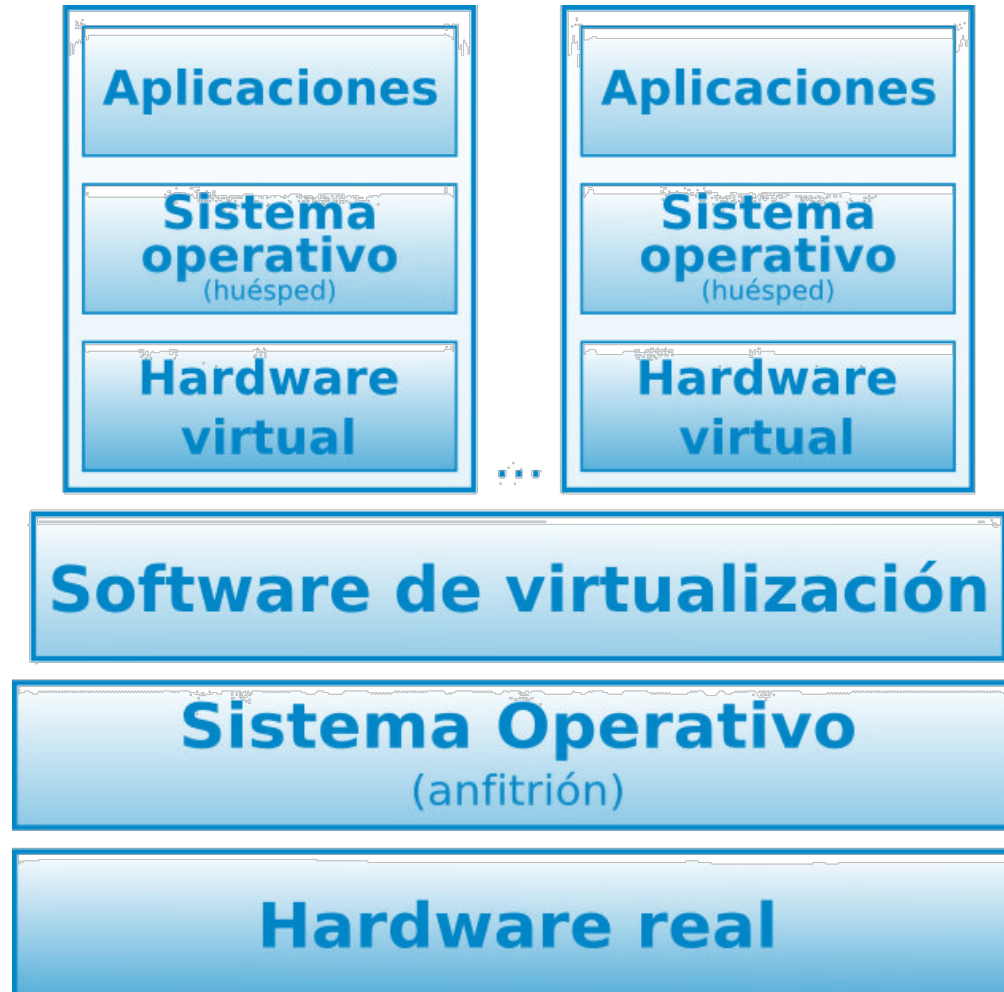 Aplicaciones
Sistema
operativo
(huésped)
Hardware
virtual
Aplicaciones
Sistema
operativo
(huésped)
Hardware
virtual
...
Software de virtualización
Sistema Operativo
(anfitrión)
Hardware real